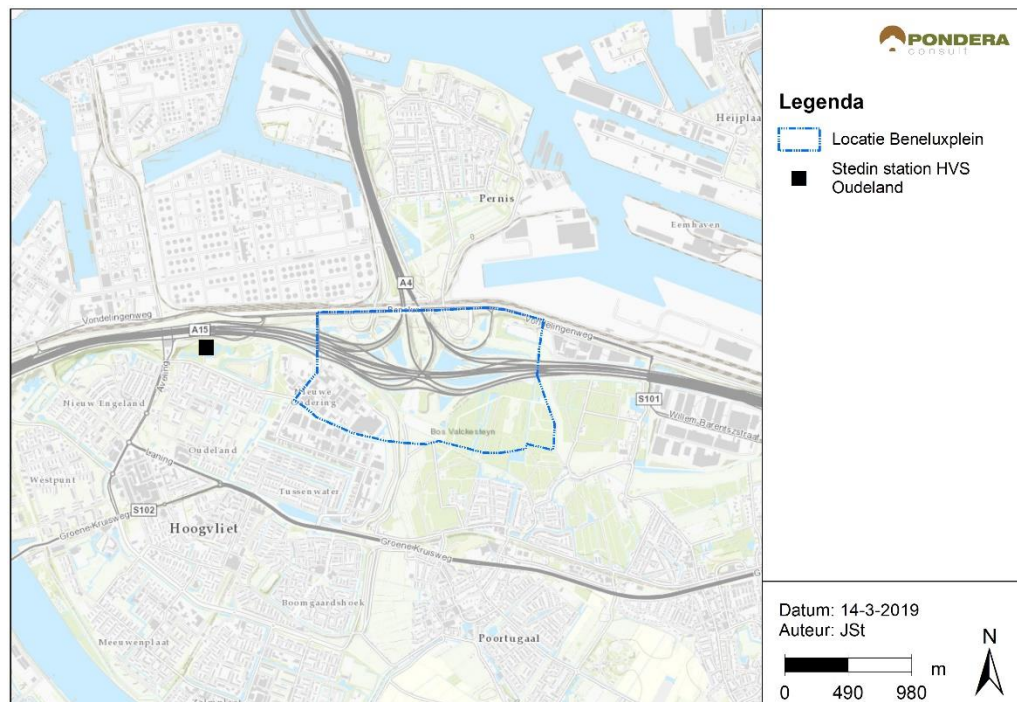 PONDERA
consult
Legenda
Locatie Beneluxplein
Stedin station HVS
Oudeland
Heijplaa
Pernis
Eemhaven
A4
Vondelingenweg
A15
Vondelingenweg
S101
Nieuw Engeland
Nieuwe
Bos Valckesteyn
Willem Barentszstraat
Oudeland
Westpunt
Tussenwater
S102
Groene-Kruisweg
Hoogvliet
Groene-Kruisweg
G
Boomgaardshoek
Meeuwenplaat
Poortugaal
Datum: 14-3-2019
Auteur: JSt
N
m
0 490 980